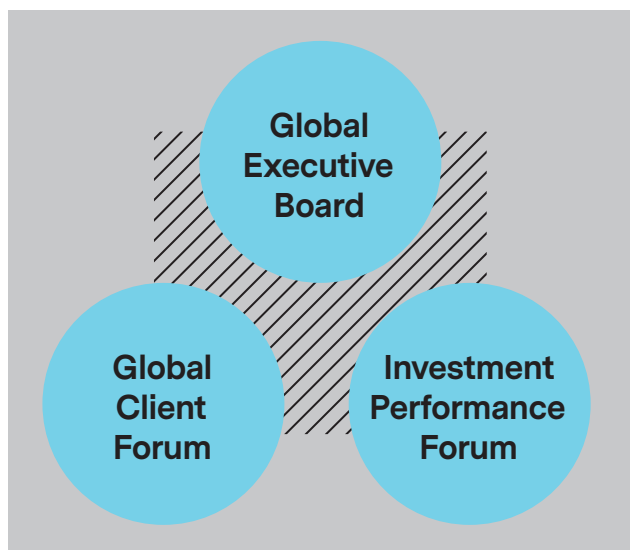 Global
Executive
Board
Global
Client
Forum
Investment
Performance
Forum